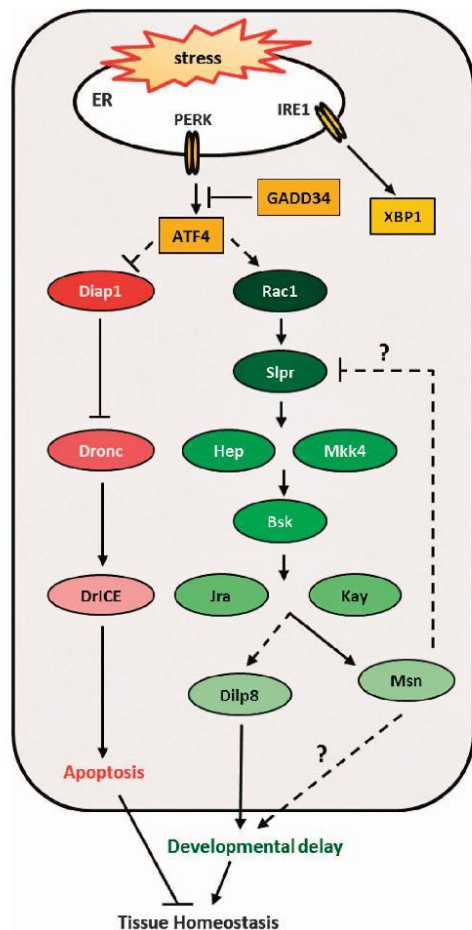 stress
ER
PERK
IRE1
GADD34
XBP1
ATF4
Diap1
Rac1
?
Slpr
Dronc
Hep
Mkk4
Bsk
DrICE
Jra
Kay
Dilp8
Msn
?
Apoptosis
Developmental delay
Tissue Homeostasis